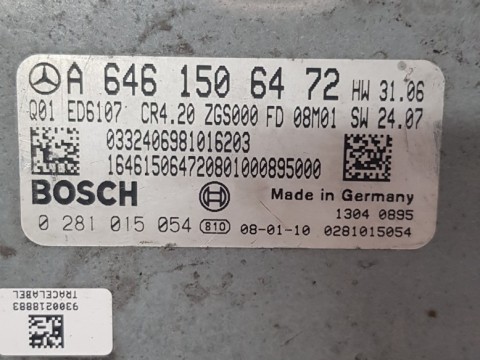 A 646 150 64 72 HW 31.06
Q01 ED6107 CR4.20 ZGS000 FD 08M01 SW 24.07
0332406981016203
164615064720801000895000
BOSCH
Made in Germany
1304 0895
0 281 015 054 810 08-01-10 0281015054
9300218883
TRACELABEL